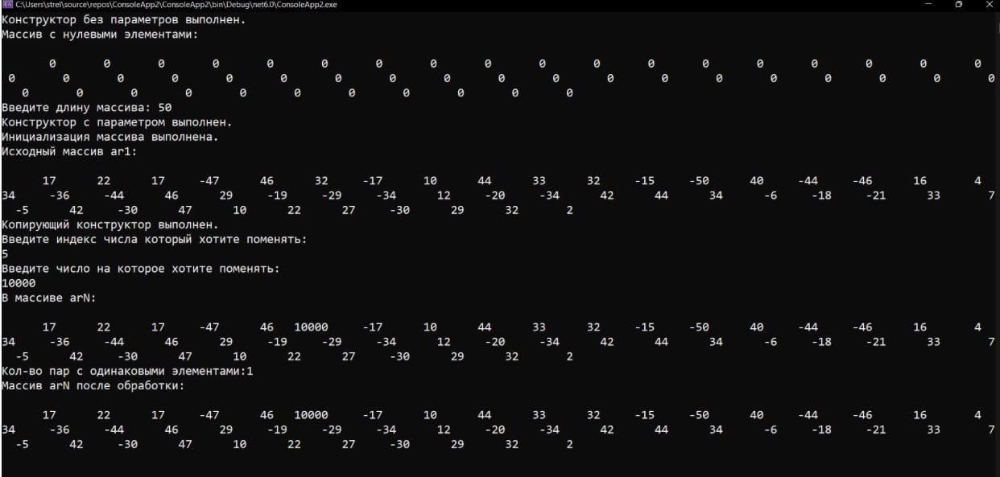 C:\Users\strel\source\repos\ConsoleApp2\ConsoleApp2\bin\Debug\net6.0\ConsoleApp2.exe
Конструктор без параметров выполнен.
Массив с нулевыми элементами:
0 0 0 0 0 0 0 0 0 0 0 0 0 0 0 0 0 0
0 0 0 0 0 0 0 0 0 0 0 0 0 0 0 0 0 0 0
0 0 0 0 0 0 0 0 0 0 0
Введите длину массива: 50
Конструктор с параметром выполнен.
Инициализация массива выполнена.
Исходный массив ar1:
17 22 17 -47 46 32 -17 10 44 33 32 -15 -50 40 -44 -46 16 4
34 -36 -44 46 29 -19 -29 -34 12 -20 -34 42 44 34 -6 -18 -21 33 7
-5 42 -30 47 10 22 27 -30 29 32 2
Копирующий конструктор выполнен.
Введите индекс числа который хотите поменять:
5
Введите число на которое хотите поменять:
10000
В массиве arN:
17 22 17 -47 46 10000 -17 10 44 33 32 -15 -50 40 -44 -46 16 4
34 -36 -44 46 29 -19 -29 -34 12 -20 -34 42 44 34 -6 -18 -21 33 7
-5 42 -30 47 10 22 27 -30 29 32 2
Кол-во пар с одинаковыми элементами:1
Массив arN после обработки:
17 22 17 -47 46 10000 -17 10 44 33 32 -15 -50 40 -44 -46 16 4
34 -36 -44 46 29 -19 -29 -34 12 -20 -34 42 44 34 -6 -18 -21 33 7
-5 42 -30 47 10 22 27 -30 29 32 2